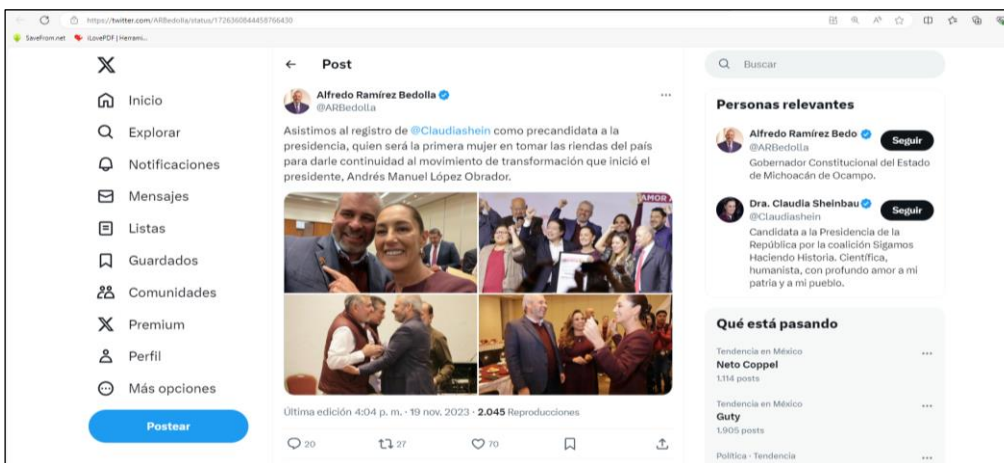 https://twitter.com/ARBedolla/status/1726360844458766430
SaveFrom.net
iLovePDF | Herrami...
Inicio
Explorar
Notificaciones
Mensajes
Listas
Guardados
Comunidades
Premium
Perfil
Más opciones
Postear
Post
Alfredo Ramírez Bedolla
@ARBedolla
Asistimos al registro de @Claudiashein como precandidata a la
presidencia, quien será la primera mujer en tomar las riendas del país
para darle continuidad al movimiento de transformación que inició el
presidente, Andrés Manuel López Obrador.
AMOR
Última edición 4:04 p. m. · 19 nov. 2023 · 2.045 Reproducciones
20 27 70
Buscar
Personas relevantes
Alfredo Ramírez Bedo
@ARBedolla
Seguir
Gobernador Constitucional del Estado
de Michoacán de Ocampo.
Dra. Claudia Sheinbau
@Claudiashein
Seguir
Candidata a la Presidencia de la
República por la coalición Sigamos
Haciendo Historia. Científica,
humanista, con profundo amor a mi
patria y a mi pueblo.
Qué está pasando
Tendencia en México
Neto Coppel
1.114 posts
Tendencia en México
Guty
1.905 posts
Política · Tendencia